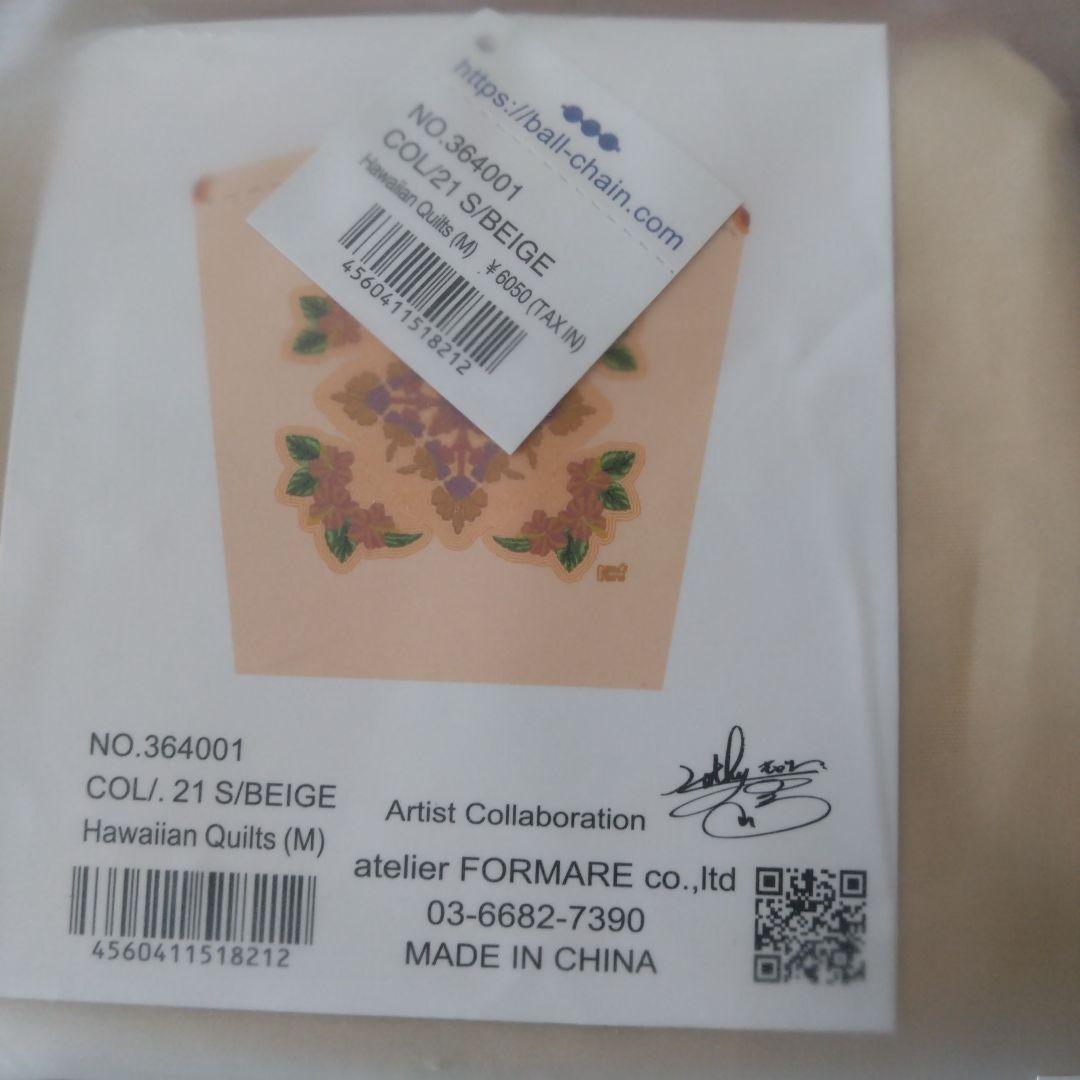 https://ball-chain.com
NO.364001
COL/21 S/BEIGE
Hawaiian Quilts (M)
¥6050 (TAX IN)
4560411518212
NO.364001
COL/. 21 S/BEIGE
Hawaiian Quilts (M)
4560411518212
Artist Collaboration
atelier FORMARE co.,ltd
03-6682-7390
MADE IN CHINA